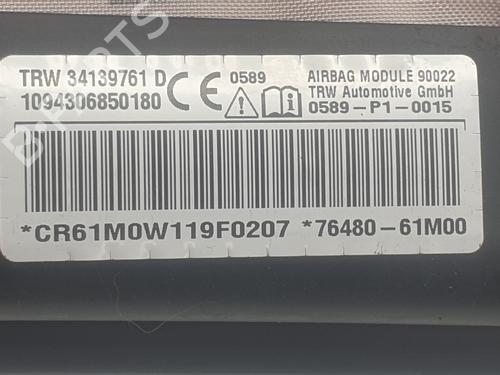 TRW 34139761 D
1094306850180
CE 0589
AIRBAG MODULE 90022
TRW Automotive GmbH
0589-P1-0015
*CR61M0W119F0207 *76480-61M00